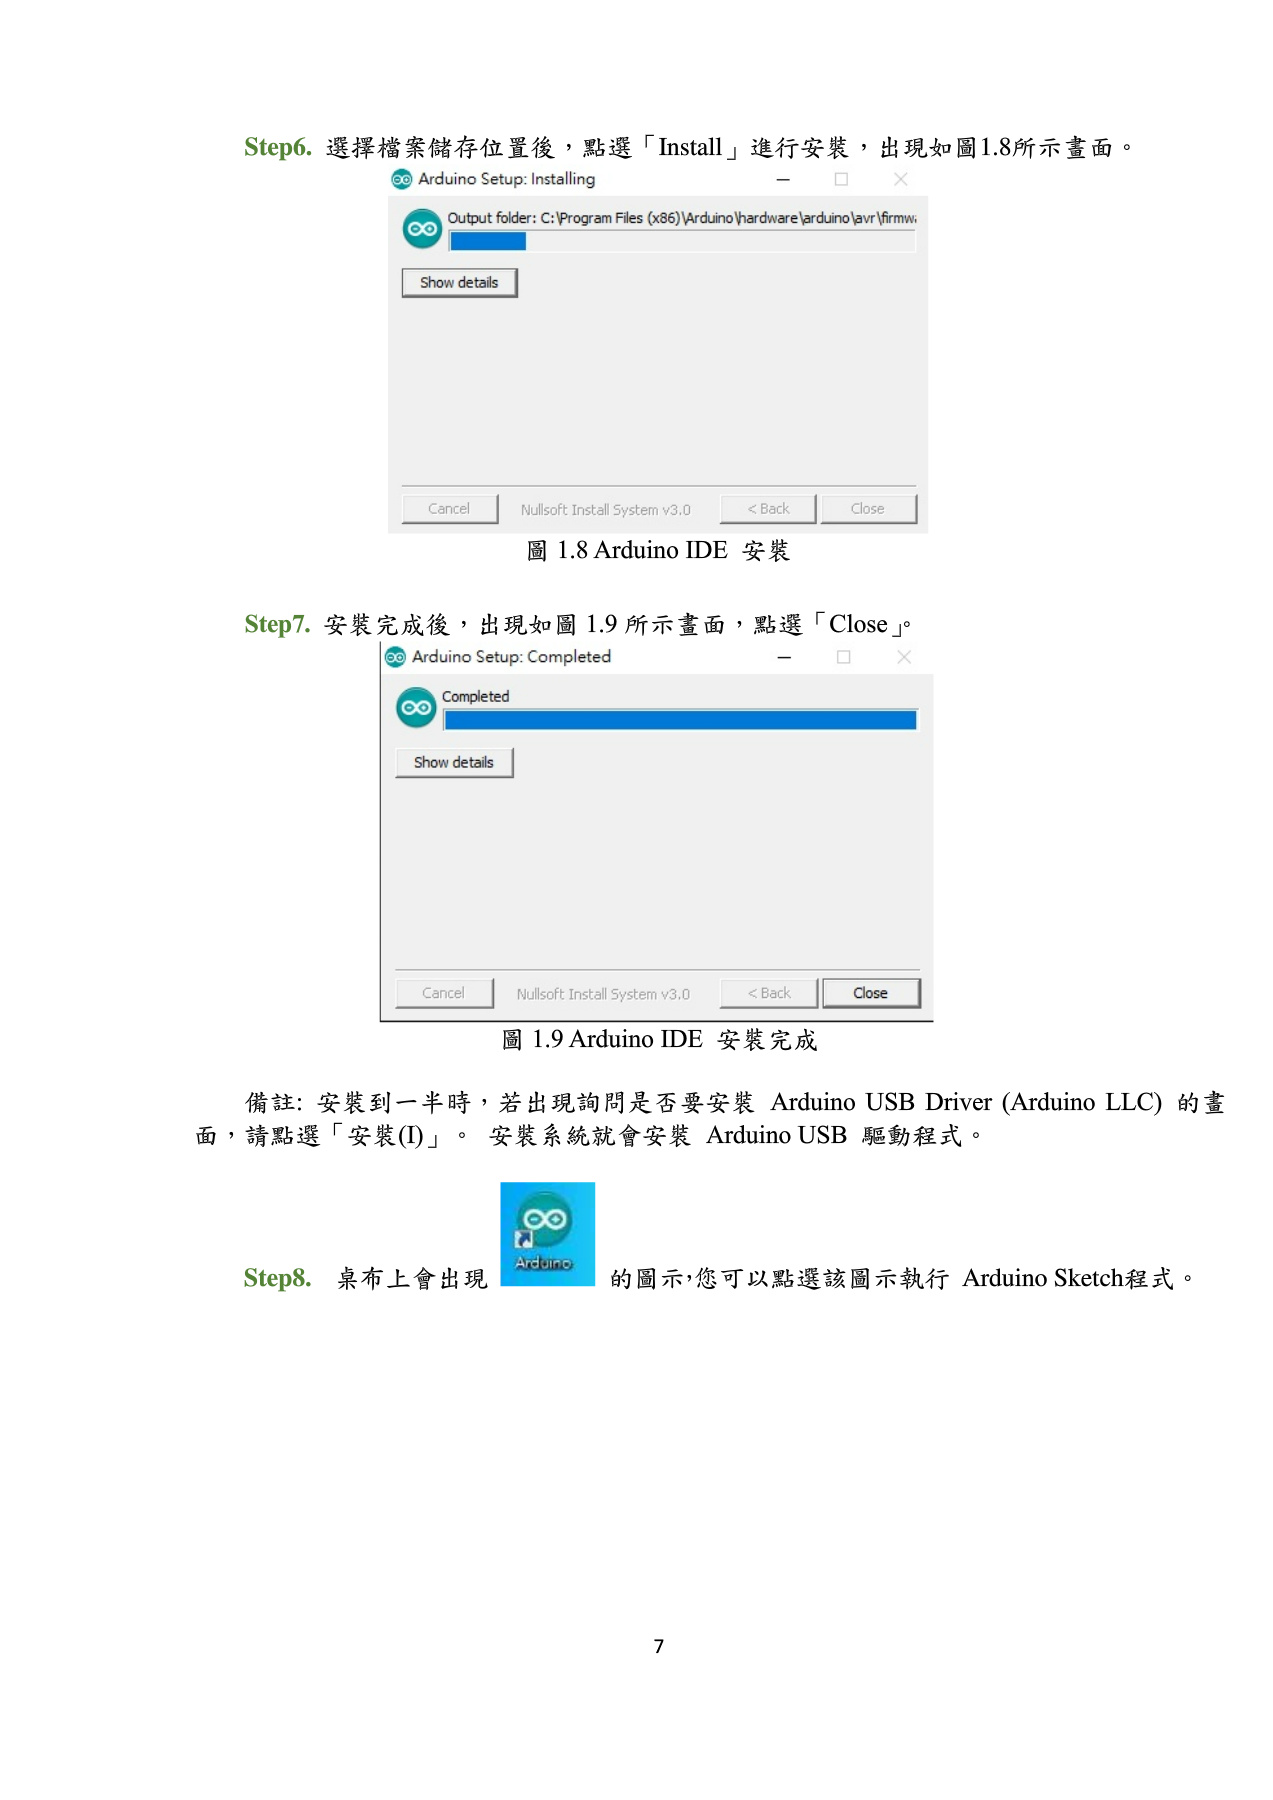 Step6. 選擇檔案儲存位置後，點選「Install」進行安裝，出現如圖1.8所示畫面。
Arduino Setup: Installing
Output folder: C:\Program Files (x86)\Arduino\hardware\arduino\avr\firmwa
Show details
Cancel Nullsoft Install System v3.0 < Back Close
圖 1.8 Arduino IDE 安裝
Step7. 安裝完成後，出現如圖 1.9 所示畫面，點選「Close」。
Arduino Setup: Completed
Completed
Show details
Cancel Nullsoft Install System v3.0 < Back Close
圖 1.9 Arduino IDE 安裝完成
備註: 安裝到一半時，若出現詢問是否要安裝 Arduino USB Driver (Arduino LLC) 的畫
面，請點選「安裝(I)」。 安裝系統就會安裝 Arduino USB 驅動程式。
Arduino
Step8. 桌布上會出現 的圖示，您可以點選該圖示執行 Arduino Sketch程式。
7